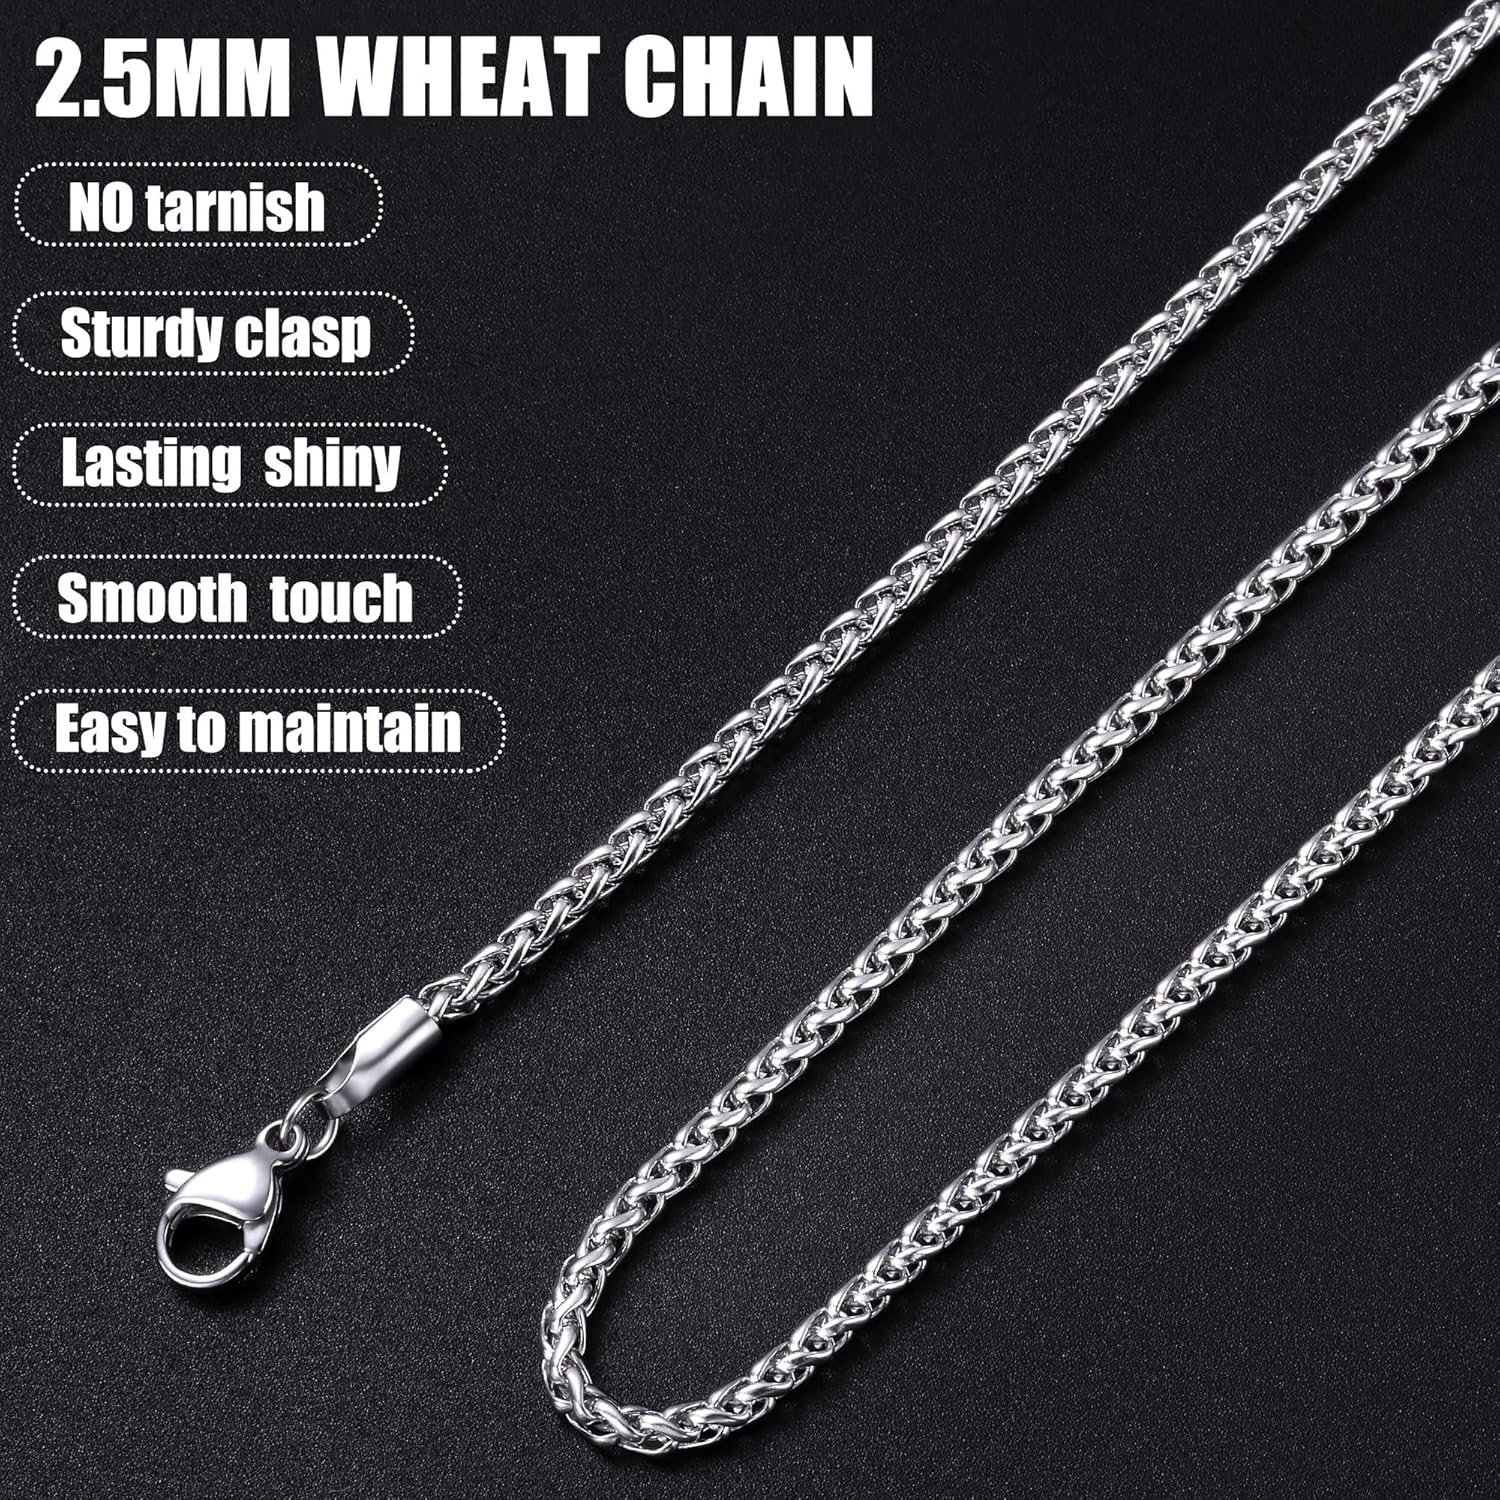 2.5MM WHEAT CHAIN
NO tarnish
Sturdy clasp
Lasting shiny
Smooth touch
Easy to maintain